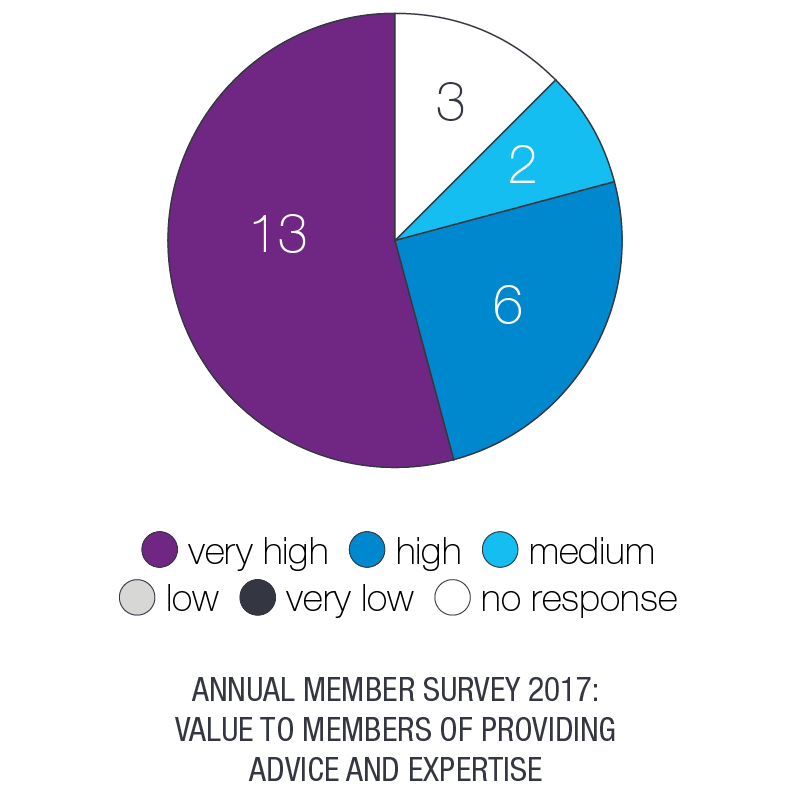 3
2
13
6
very high high medium
low very low no response
ANNUAL MEMBER SURVEY 2017:
VALUE TO MEMBERS OF PROVIDING
ADVICE AND EXPERTISE